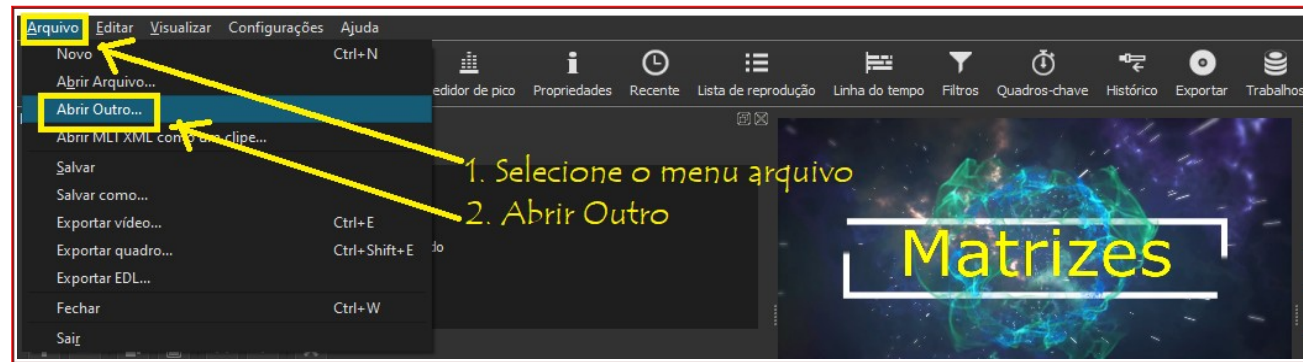 Arquivo Editar Visualizar Configurações Ajuda
Novo Ctrl+N
Abrir Arquivo...
Abrir Outro...
Abrir MLT XML como um clipe...
Salvar
Salvar como...
Exportar vídeo... Ctrl+E
Exportar quadro... Ctrl+Shift+E
Exportar EDL...
Fechar Ctrl+W
Sair
edidor de pico Propriedades Recente Lista de reprodução Linha do tempo Filtros Quadros-chave Histórico Exportar Trabalhos
1. Selecione o menu arquivo
2. Abrir Outro
do
Matrizes